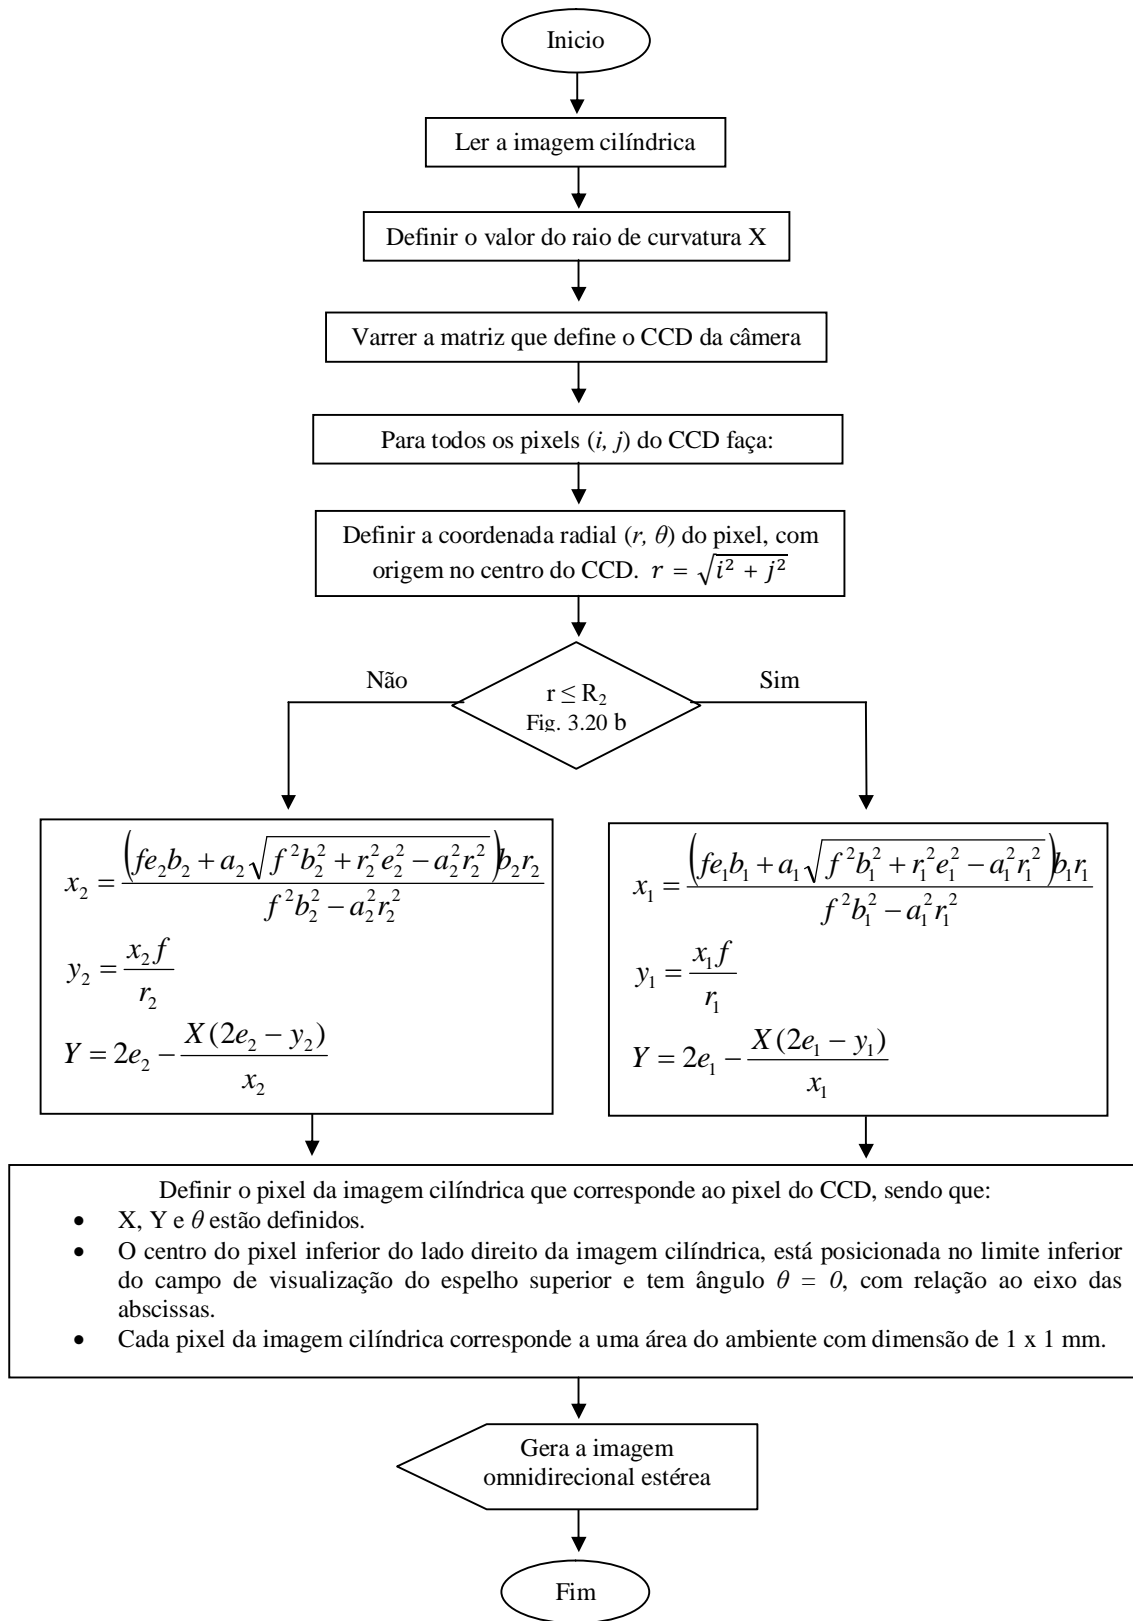 Inicio
Ler a imagem cilíndrica
Definir o valor do raio de curvatura X
Varrer a matriz que define o CCD da câmera
Para todos os pixels (i, j) do CCD faça:
Definir a coordenada radial (r, θ) do pixel, com
origem no centro do CCD. r = √(i² + j²)
Não
r ≤ R₂
Fig. 3.20 b
Sim
x₂ = (fe₂b₂ + a₂√(f²b₂² + r₂²e₂² − a₂²r₂²))b₂r₂ / (f²b₂² − a₂²r₂²)
y₂ = x₂f / r₂
Y = 2e₂ − X(2e₂ − y₂) / x₂
x₁ = (fe₁b₁ + a₁√(f²b₁² + r₁²e₁² − a₁²r₁²))b₁r₁ / (f²b₁² − a₁²r₁²)
y₁ = x₁f / r₁
Y = 2e₁ − X(2e₁ − y₁) / x₁
Definir o pixel da imagem cilíndrica que corresponde ao pixel do CCD, sendo que:
• X, Y e θ estão definidos.
• O centro do pixel inferior do lado direito da imagem cilíndrica, está posicionada no limite inferior
do campo de visualização do espelho superior e tem ângulo θ = 0, com relação ao eixo das
abscissas.
• Cada pixel da imagem cilíndrica corresponde a uma área do ambiente com dimensão de 1 x 1 mm.
Gera a imagem
omnidirecional estérea
Fim